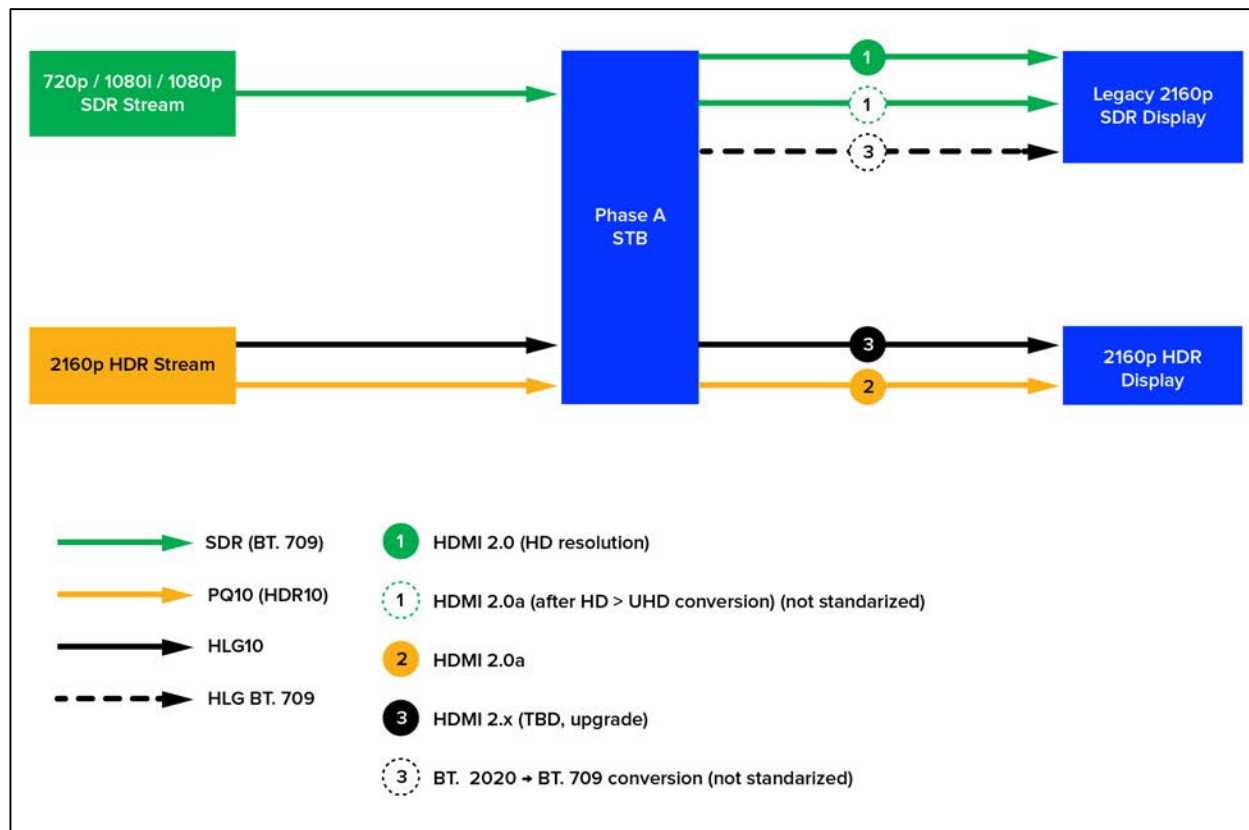 720p / 1080i / 1080p
SDR Stream
1
1
3
Legacy 2160p
SDR Display
Phase A
STB
2160p HDR Stream
3
2
2160p HDR
Display
SDR (BT. 709)
PQ10 (HDR10)
HLG10
HLG BT. 709
1 HDMI 2.0 (HD resolution)
1 HDMI 2.0a (after HD > UHD conversion) (not standarized)
2 HDMI 2.0a
3 HDMI 2.x (TBD, upgrade)
3 BT. 2020 → BT. 709 conversion (not standarized)